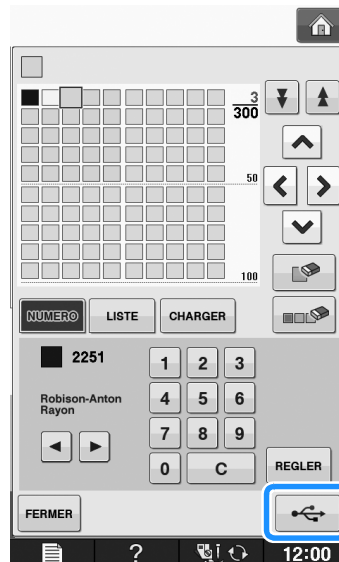 3
300
50
100
NUMERO LISTE CHARGER
2251
Robison-Anton
Rayon
1 2 3
4 5 6
7 8 9
0 C
REGLER
FERMER
? 12:00